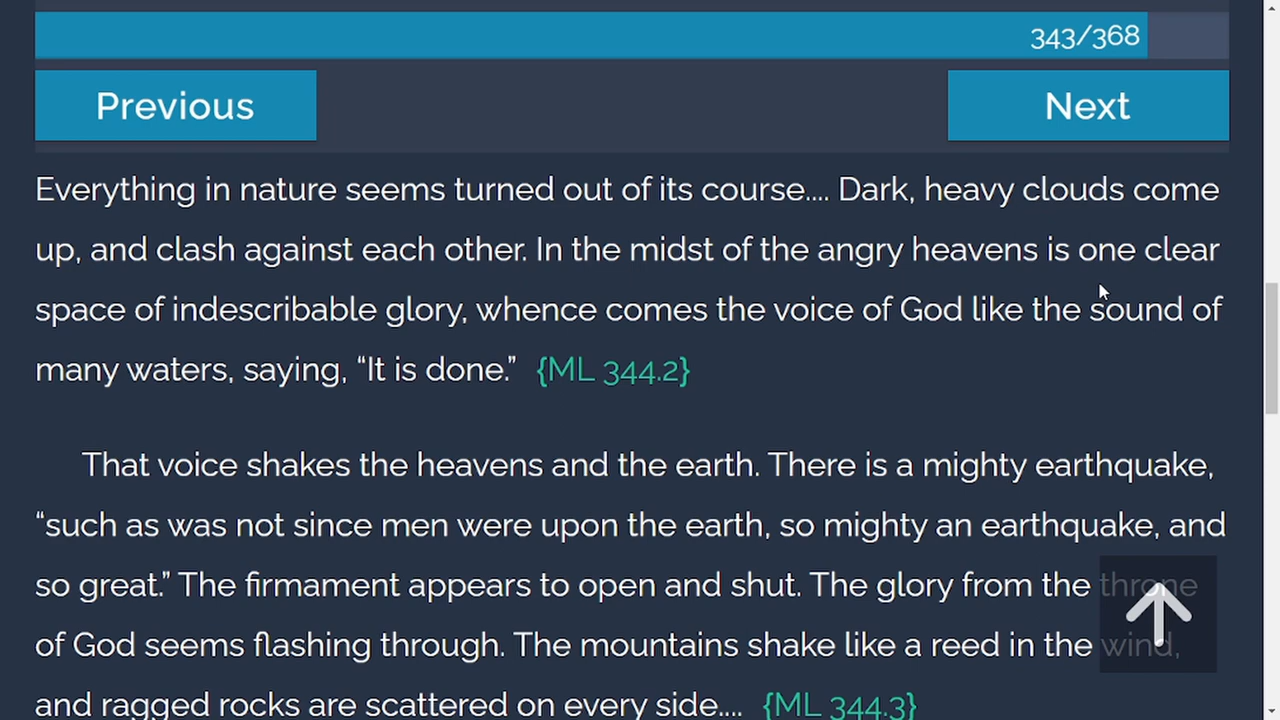 343/368
Previous
Next
Everything in nature seems turned out of its course.... Dark, heavy clouds come
up, and clash against each other. In the midst of the angry heavens is one clear
space of indescribable glory, whence comes the voice of God like the sound of
many waters, saying, “It is done.” {ML 344.2}
That voice shakes the heavens and the earth. There is a mighty earthquake,
“such as was not since men were upon the earth, so mighty an earthquake, and
so great.” The firmament appears to open and shut. The glory from the throne
of God seems flashing through. The mountains shake like a reed in the wind,
and ragged rocks are scattered on every side.... {ML 344.3}